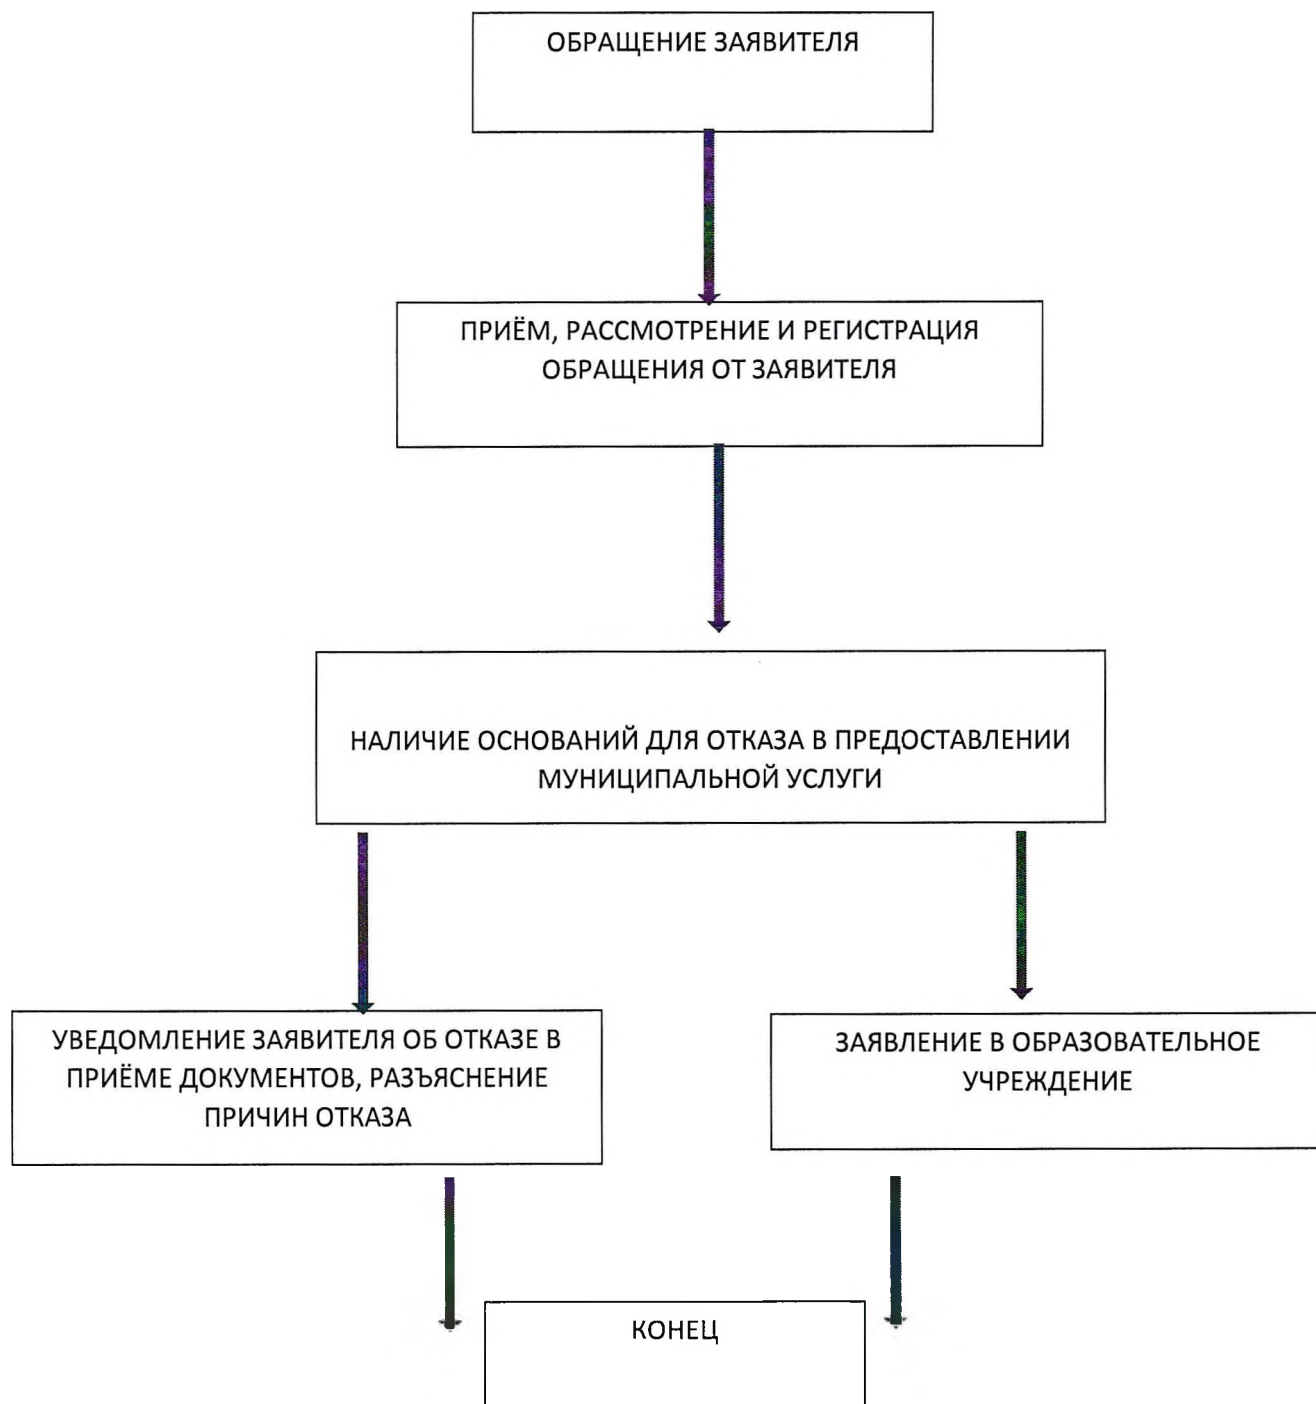 ОБРАЩЕНИЕ ЗАЯВИТЕЛЯ
ПРИЁМ, РАССМОТРЕНИЕ И РЕГИСТРАЦИЯ
ОБРАЩЕНИЯ ОТ ЗАЯВИТЕЛЯ
НАЛИЧИЕ ОСНОВАНИЙ ДЛЯ ОТКАЗА В ПРЕДОСТАВЛЕНИИ
МУНИЦИПАЛЬНОЙ УСЛУГИ
УВЕДОМЛЕНИЕ ЗАЯВИТЕЛЯ ОБ ОТКАЗЕ В
ПРИЁМЕ ДОКУМЕНТОВ, РАЗЪЯСНЕНИЕ
ПРИЧИН ОТКАЗА
ЗАЯВЛЕНИЕ В ОБРАЗОВАТЕЛЬНОЕ
УЧРЕЖДЕНИЕ
КОНЕЦ